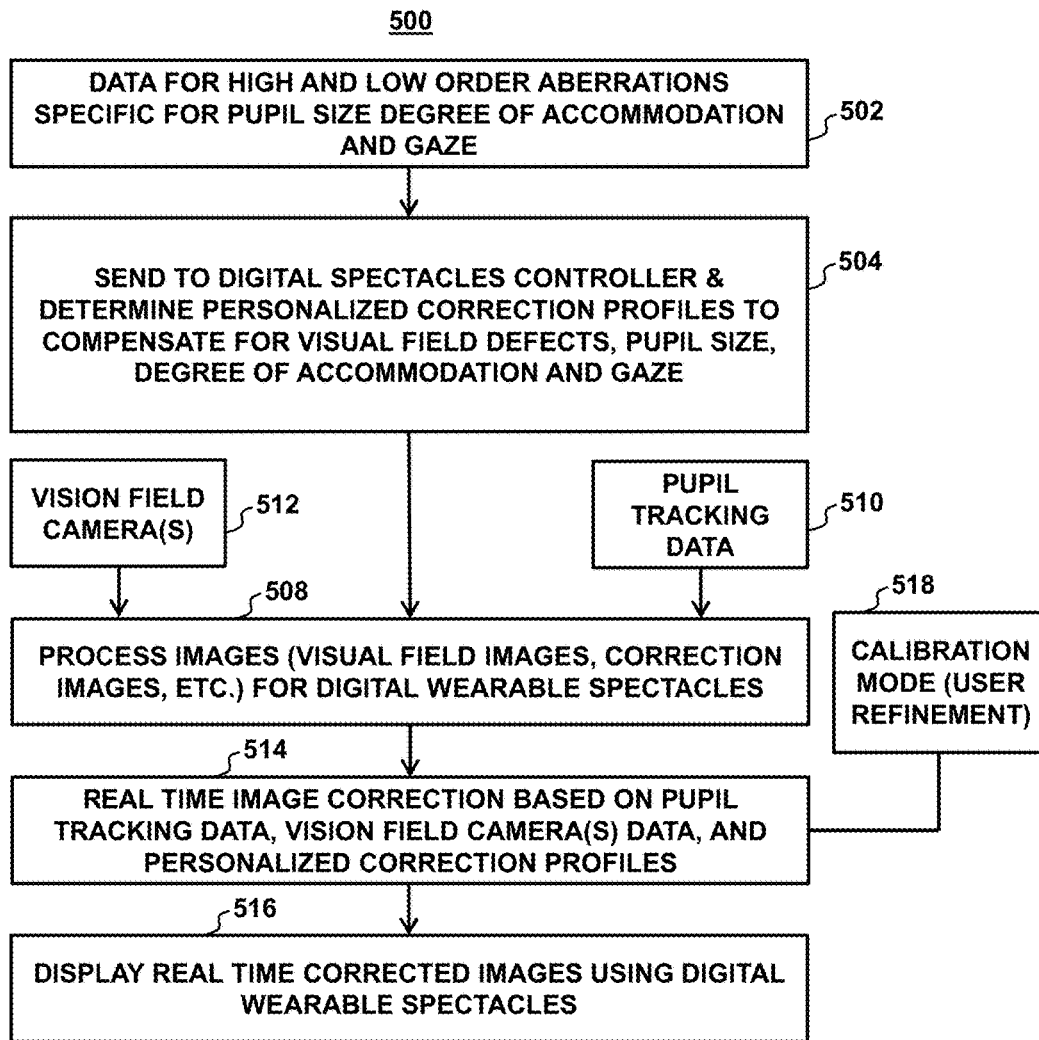 500
DATA FOR HIGH AND LOW ORDER ABERRATIONS
SPECIFIC FOR PUPIL SIZE DEGREE OF ACCOMMODATION
AND GAZE
502
SEND TO DIGITAL SPECTACLES CONTROLLER &
DETERMINE PERSONALIZED CORRECTION PROFILES TO
COMPENSATE FOR VISUAL FIELD DEFECTS, PUPIL SIZE,
DEGREE OF ACCOMMODATION AND GAZE
504
VISION FIELD
CAMERA(S)
512
PUPIL
TRACKING
DATA
510
508
PROCESS IMAGES (VISUAL FIELD IMAGES, CORRECTION
IMAGES, ETC.) FOR DIGITAL WEARABLE SPECTACLES
518
CALIBRATION
MODE (USER
REFINEMENT)
514
REAL TIME IMAGE CORRECTION BASED ON PUPIL
TRACKING DATA, VISION FIELD CAMERA(S) DATA, AND
PERSONALIZED CORRECTION PROFILES
516
DISPLAY REAL TIME CORRECTED IMAGES USING DIGITAL
WEARABLE SPECTACLES